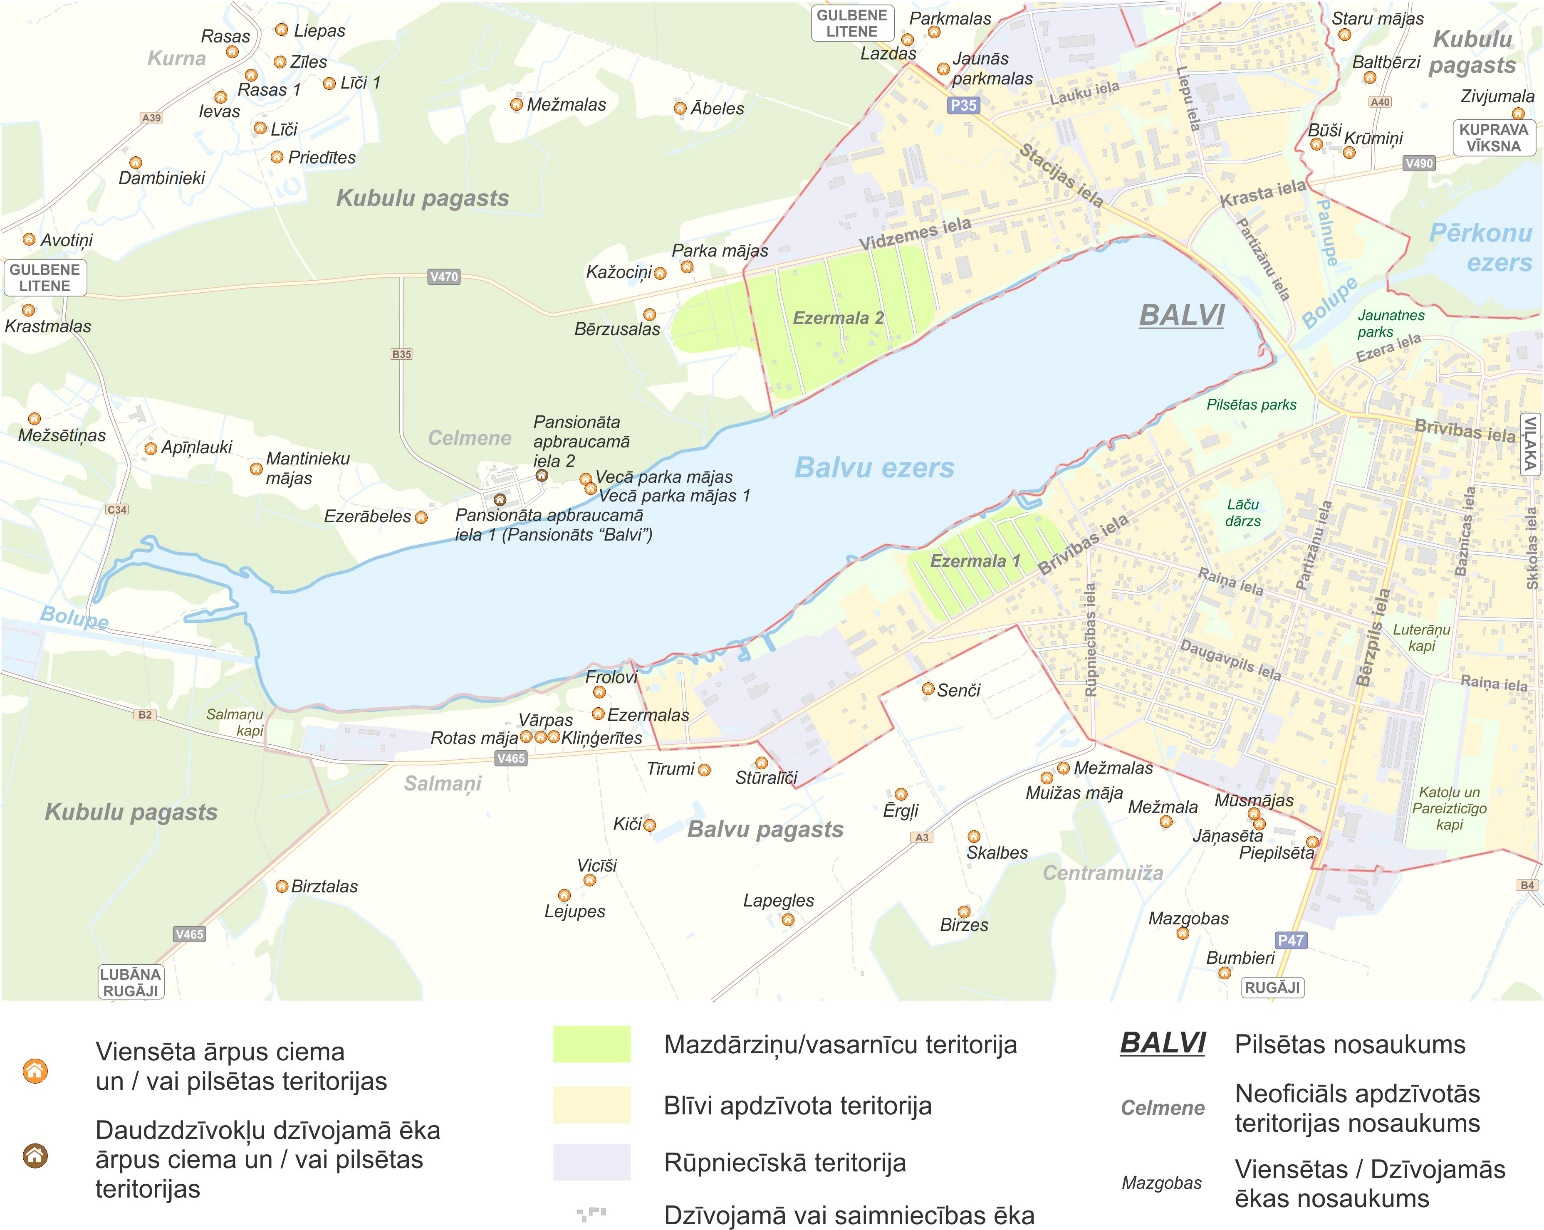 Rasas
Liepas
Kurna
Zīles
Rasas 1
Līči 1
Ievas
A39
Līči
Priedītes
Dambinieki
Mežmalas
Ābeles
Kubulu pagasts
GULBENE
LITENE
Parkmalas
Lazdas
Jaunās
parkmalas
P35
Lauku iela
Liepu iela
Stacijas iela
Vidzemes iela
Krasta iela
Partizānu iela
Palnupe
Bolupe
Staru mājas
Kubulu
pagasts
Baltbērzi
A40
Zivjumala
Būši
Krūmiņi
KUPRAVA
VĪKSNA
V490
Pērkonu
ezers
Avotiņi
GULBENE
LITENE
Krastmalas
V470
Kažociņi
Parka mājas
Bērzusalas
Ezermala 2
BALVI
Jaunatnes
parks
Ezera iela
B35
Mežsētiņas
Apīņlauki
Mantinieku
mājas
Celmene
Pansionāta
apbraucamā
iela 2
Vecā parka mājas
Vecā parka mājas 1
Ezerābeles
Pansionāta apbraucamā
iela 1 (Pansionāts “Balvi”)
C34
Balvu ezers
Pilsētas parks
Brīvības iela
VIĻAKA
Lāču
dārzs
Partizānu iela
Baznīcas iela
Skkolas iela
Ezermala 1
Brīvības iela
Raiņa iela
Rūpniecības iela
Daugavpils iela
Bērzpils iela
Luterāņu
kapi
Raiņa iela
Bolupe
B2
Salmaņu
kapi
Frolovi
Ezermalas
Vārpas
Rotas māja
Kliņģerītes
V465
Salmaņi
Tīrumi
Stūralīči
Senči
Kubulu pagasts
Kiči
Balvu pagasts
Ērgļi
A3
Mežmalas
Muižas māja
Mežmala
Mūsmājas
Jāņasēta
Piepilsēta
Katoļu un
Pareizticīgo
kapi
Skalbes
Centramuiža
Birztalas
Vicīši
Lejupes
Lapegles
Birzes
Mazgobas
B4
V465
P47
Bumbieri
LUBĀNA
RUGĀJI
RUGĀJI
Viensēta ārpus ciema
un / vai pilsētas teritorijas
Daudzdzīvokļu dzīvojamā ēka
ārpus ciema un / vai pilsētas
teritorijas
Mazdārziņu/vasarnīcu teritorija
Blīvi apdzīvota teritorija
Rūpniecīskā teritorija
Dzīvojamā vai saimniecības ēka
BALVI Pilsētas nosaukums
Celmene Neoficiāls apdzīvotās
teritorijas nosaukums
Mazgobas Viensētas / Dzīvojamās
ēkas nosaukums